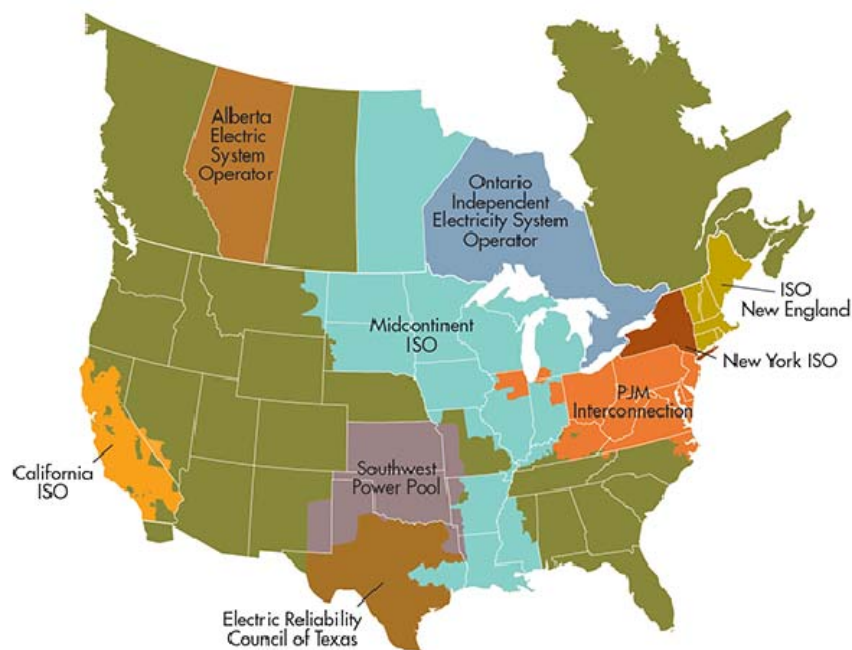 Alberta
Electric
System
Operator
Ontario
Independent
Electricity System
Operator
ISO
New England
Midcontinent
ISO
New York ISO
PJM
Interconnection
California
ISO
Southwest
Power Pool
Electric Reliability
Council of Texas